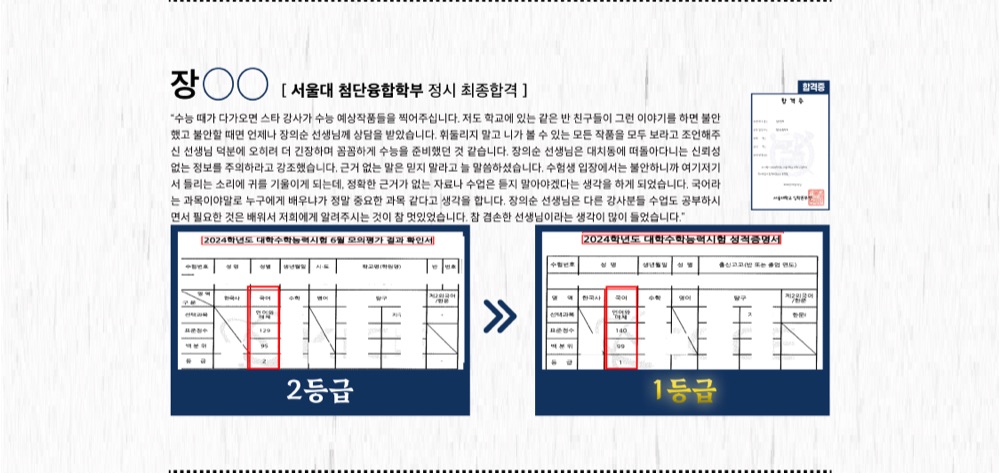 합격증
장○○ [ 서울대 첨단융합학부 정시 최종합격 ]
합 격 증
“수능 때가 다가오면 스타 강사가 수능 예상작품들을 찍어주십니다. 저도 학교에 있는 같은 반 친구들이 그런 이야기를 하면 불안
했고 불안할 때면 언제나 장의순 선생님께 상담을 받았습니다. 휘둘리지 말고 니가 볼 수 있는 모든 작품을 모두 보라고 조언해주
신 선생님 덕분에 오히려 더 긴장하며 꼼꼼하게 수능을 준비했던 것 같습니다. 장의순 선생님은 대치동에 떠돌아다니는 신뢰성
없는 정보를 주의하라고 강조했습니다. 근거 없는 말은 믿지 말라고 늘 말씀하셨습니다. 수험생 입장에서는 불안하니까 여기저기
서 들리는 소리에 귀를 기울이게 되는데, 정확한 근거가 없는 자료나 수업은 듣지 말아야겠다는 생각을 하게 되었습니다. 국어라
는 과목이야말로 누구에게 배우냐가 정말 중요한 과목 같다고 생각을 합니다. 장의순 선생님은 다른 강사분들 수업도 공부하시
면서 필요한 것은 배워서 저희에게 알려주시는 것이 참 멋있었습니다. 참 겸손한 선생님이라는 생각이 많이 들었습니다.”
2024학년도 대학수학능력시험 6월 모의평가 결과 확인서
수험번호 성 명 성별 생년월일 시·도 학교명(학원명) 반 번호
영 역 구 분 한국사 국어 수학 영어 탐구 제2외국어/한문
선택과목 언어와 매체
표준점수 129
백 분 위 95
등 급 2
2등급
2024학년도 대학수학능력시험 성적증명서
수험번호 성 명 생년월일 성 별 출신고교(반 또는 졸업 연도)
영 역 한국사 국어 수학 영어 탐구 제2외국어/한문
선택과목 언어와 매체
표준점수 140
백 분 위 99
등 급 1
1등급